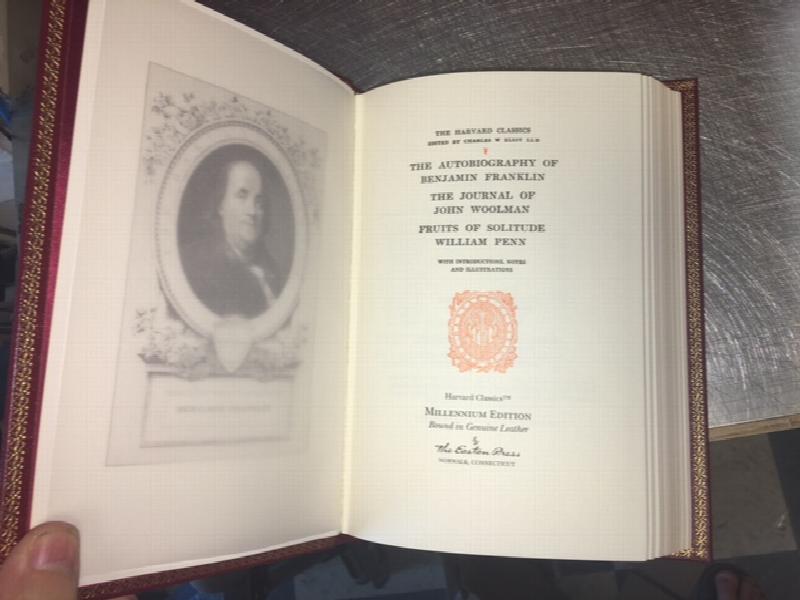 THE HARVARD CLASSICS
EDITED BY CHARLES W ELIOT LL.D
THE AUTOBIOGRAPHY OF
BENJAMIN FRANKLIN
THE JOURNAL OF
JOHN WOOLMAN
FRUITS OF SOLITUDE
WILLIAM PENN
WITH INTRODUCTIONS, NOTES
AND ILLUSTRATIONS
Harvard Classics™
MILLENNIUM EDITION
Bound in Genuine Leather
by
The Easton Press
NORWALK, CONNECTICUT